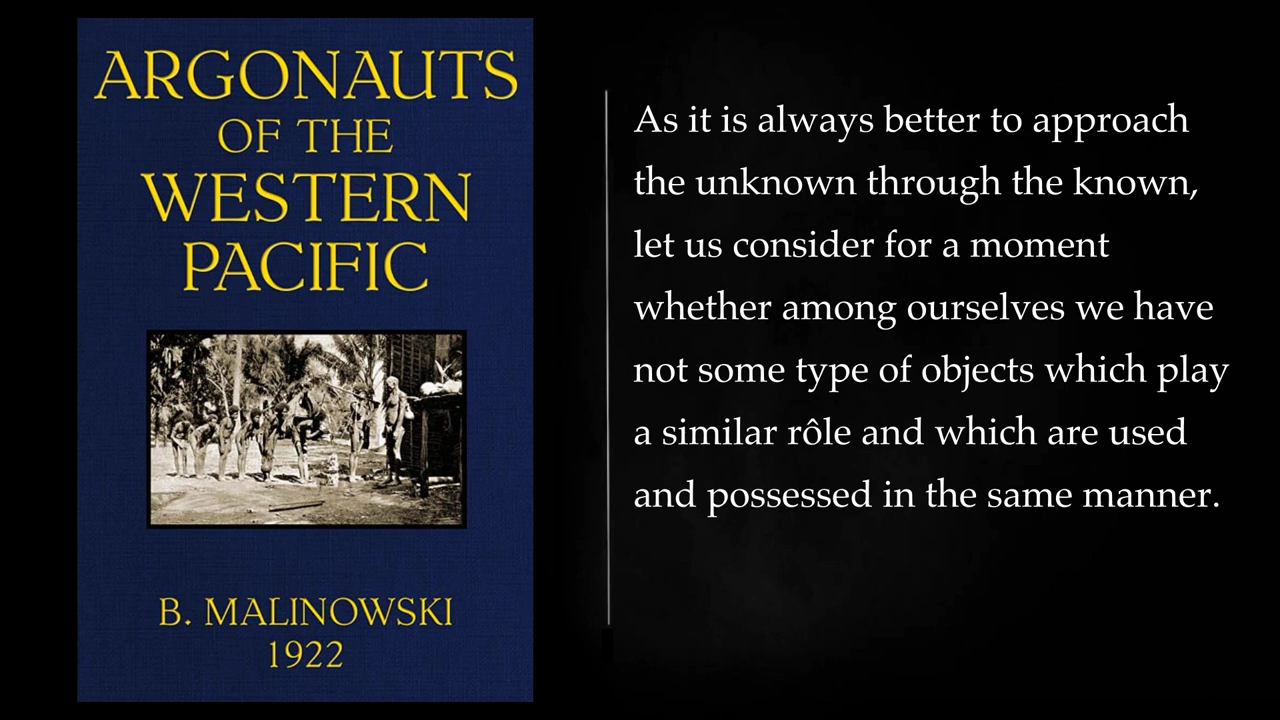 ARGONAUTS
OF THE
WESTERN
PACIFIC
B. MALINOWSKI
1922
As it is always better to approach
the unknown through the known,
let us consider for a moment
whether among ourselves we have
not some type of objects which play
a similar rôle and which are used
and possessed in the same manner.